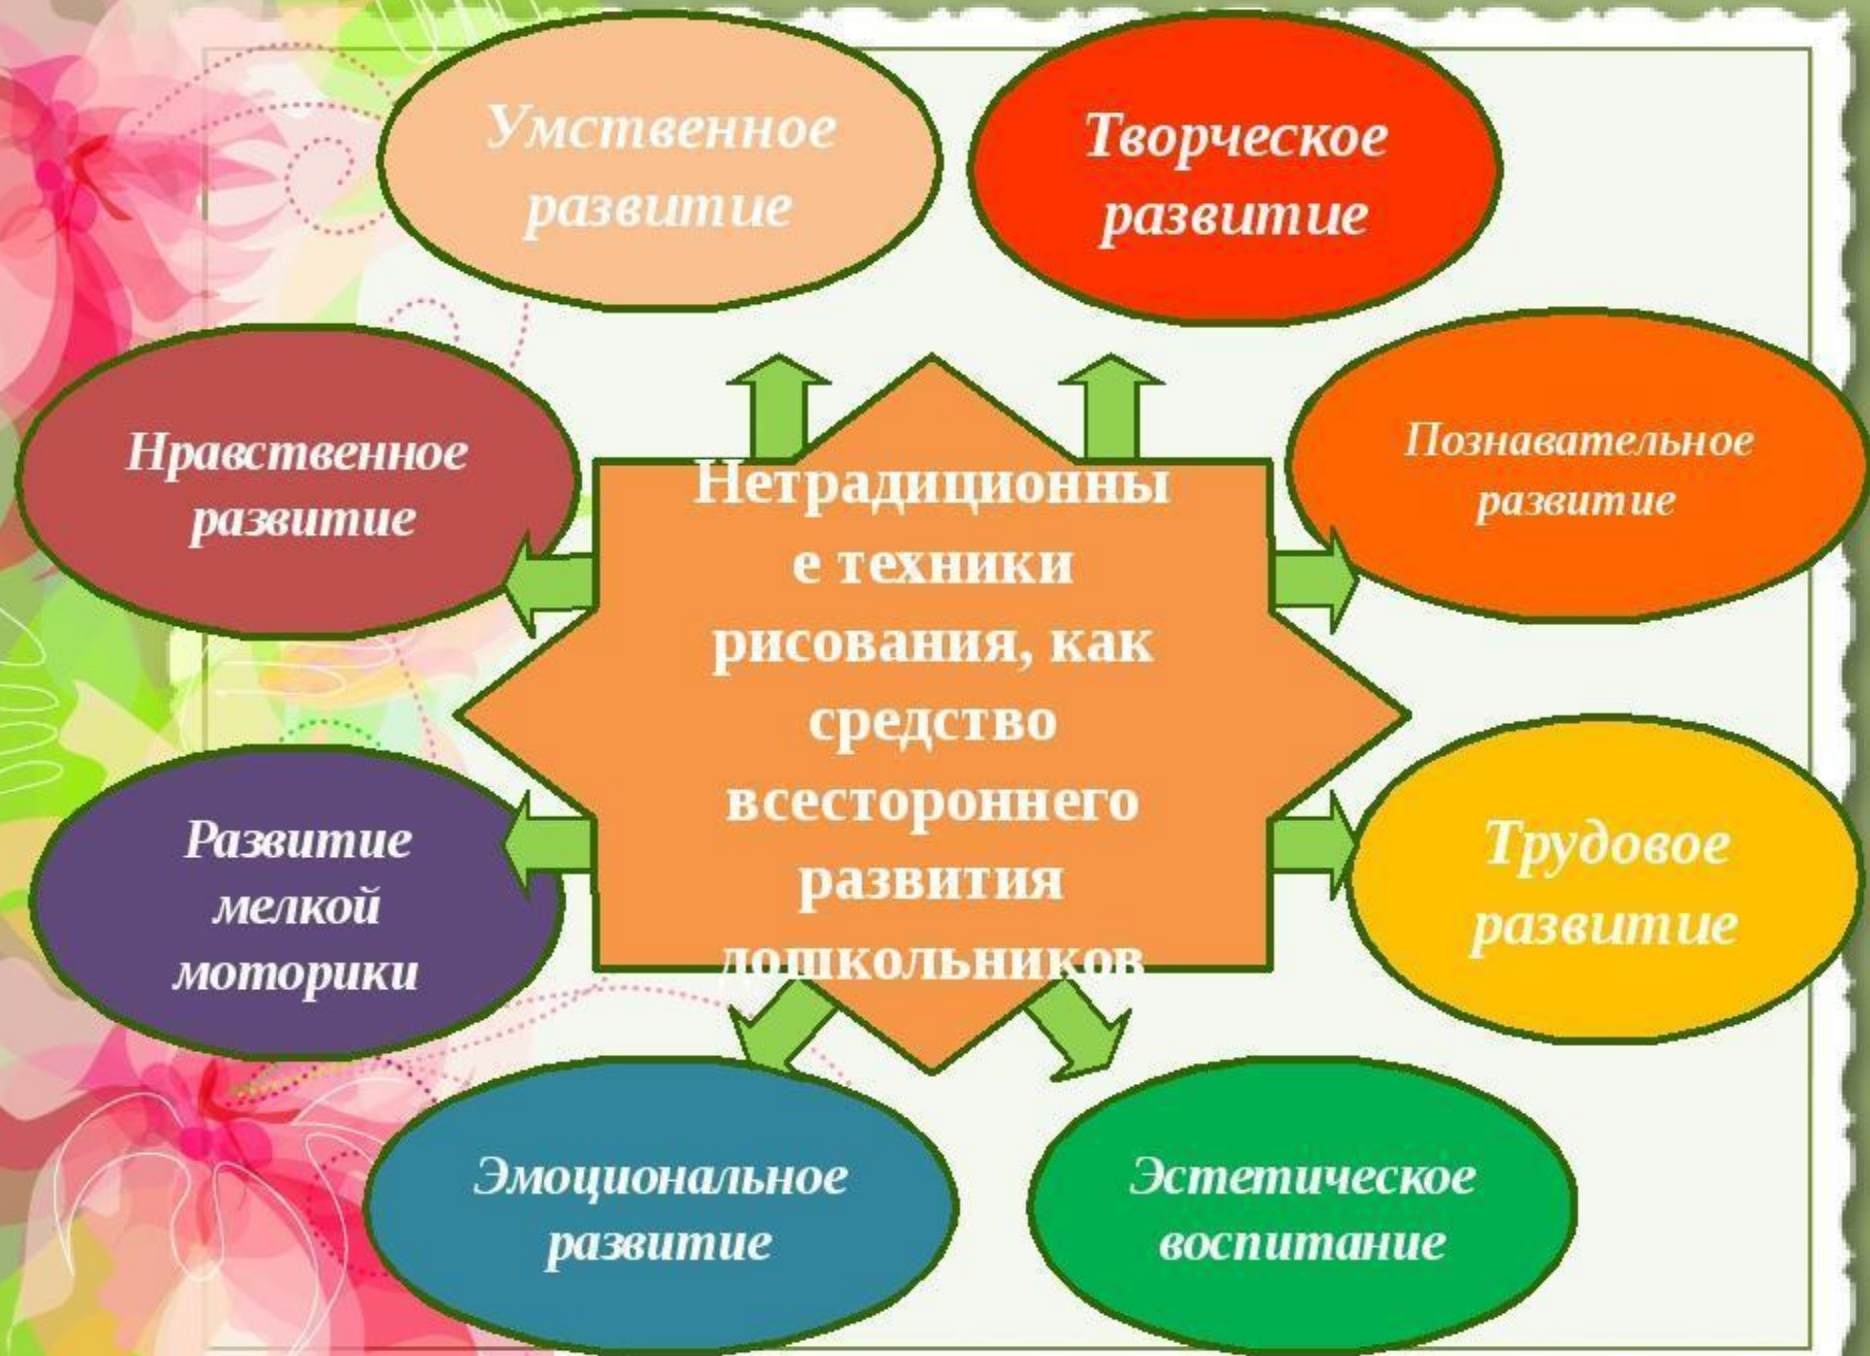 Умственное
развитие
Творческое
развитие
Нравственное
развитие
Познавательное
развитие
Нетрадиционны
е техники
рисования, как
средство
всестороннего
развития
дошкольников
Развитие
мелкой
моторики
Трудовое
развитие
Эмоциональное
развитие
Эстетическое
воспитание